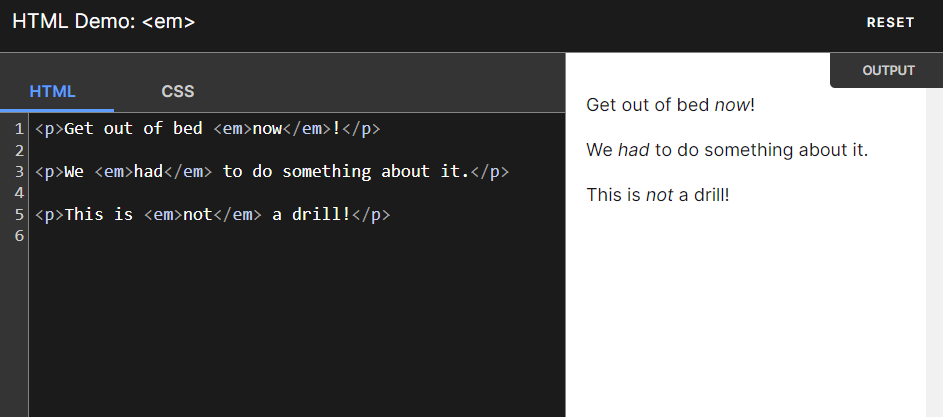 HTML Demo: <em>
RESET
HTML
CSS
1 <p>Get out of bed <em>now</em>!</p>
2
3 <p>We <em>had</em> to do something about it.</p>
4
5 <p>This is <em>not</em> a drill!</p>
6
OUTPUT
Get out of bed now!
We had to do something about it.
This is not a drill!